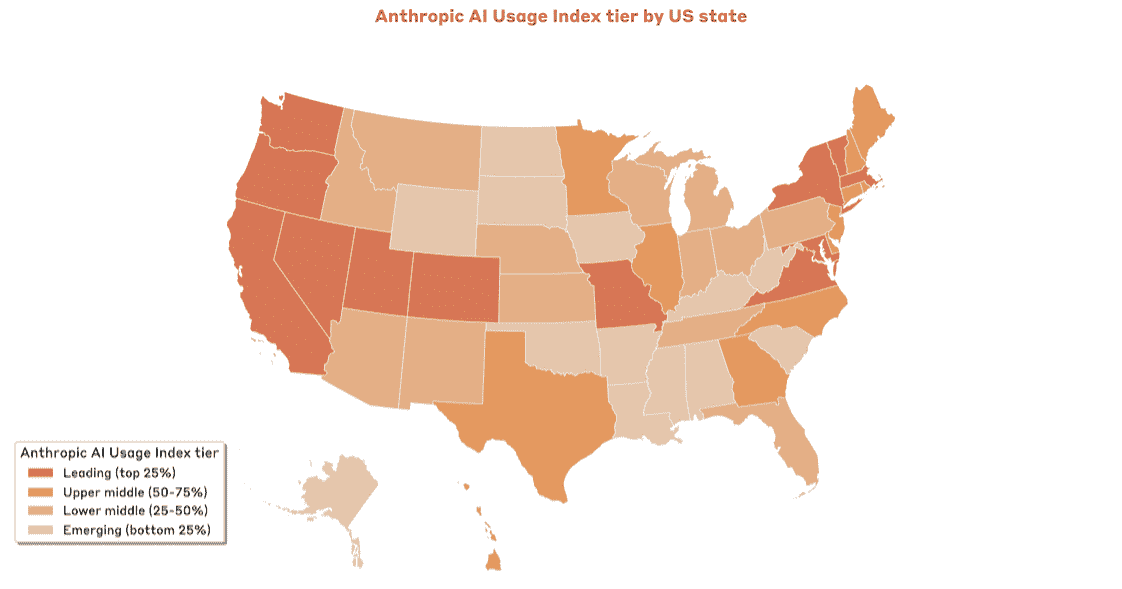 Anthropic AI Usage Index tier by US state
Anthropic AI Usage Index tier
Leading (top 25%)
Upper middle (50-75%)
Lower middle (25-50%)
Emerging (bottom 25%)